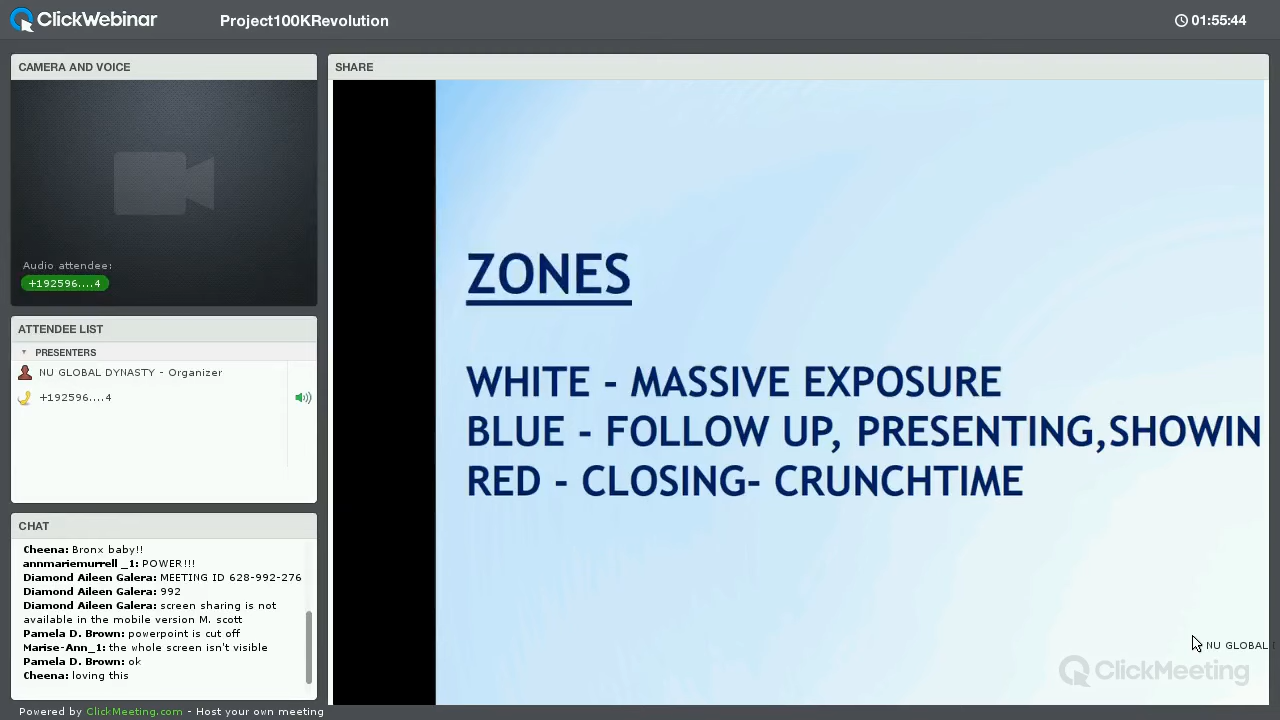 ClickWebinar
Project100KRevolution
01:55:44
CAMERA AND VOICE
Audio attendee:
+192596....4
ATTENDEE LIST
PRESENTERS
NU GLOBAL DYNASTY - Organizer
+192596....4
CHAT
Cheena: Bronx baby!!
annmariemurrell _1: POWER!!!
Diamond Aileen Galera: MEETING ID 628-992-276
Diamond Aileen Galera: 992
Diamond Aileen Galera: screen sharing is not
available in the mobile version M. scott
Pamela D. Brown: powerpoint is cut off
Marise-Ann_1: the whole screen isn't visible
Pamela D. Brown: ok
Cheena: loving this
SHARE
ZONES
WHITE - MASSIVE EXPOSURE
BLUE - FOLLOW UP, PRESENTING,SHOWIN
RED - CLOSING- CRUNCHTIME
NU GLOBAL
ClickMeeting
Powered by ClickMeeting.com - Host your own meeting